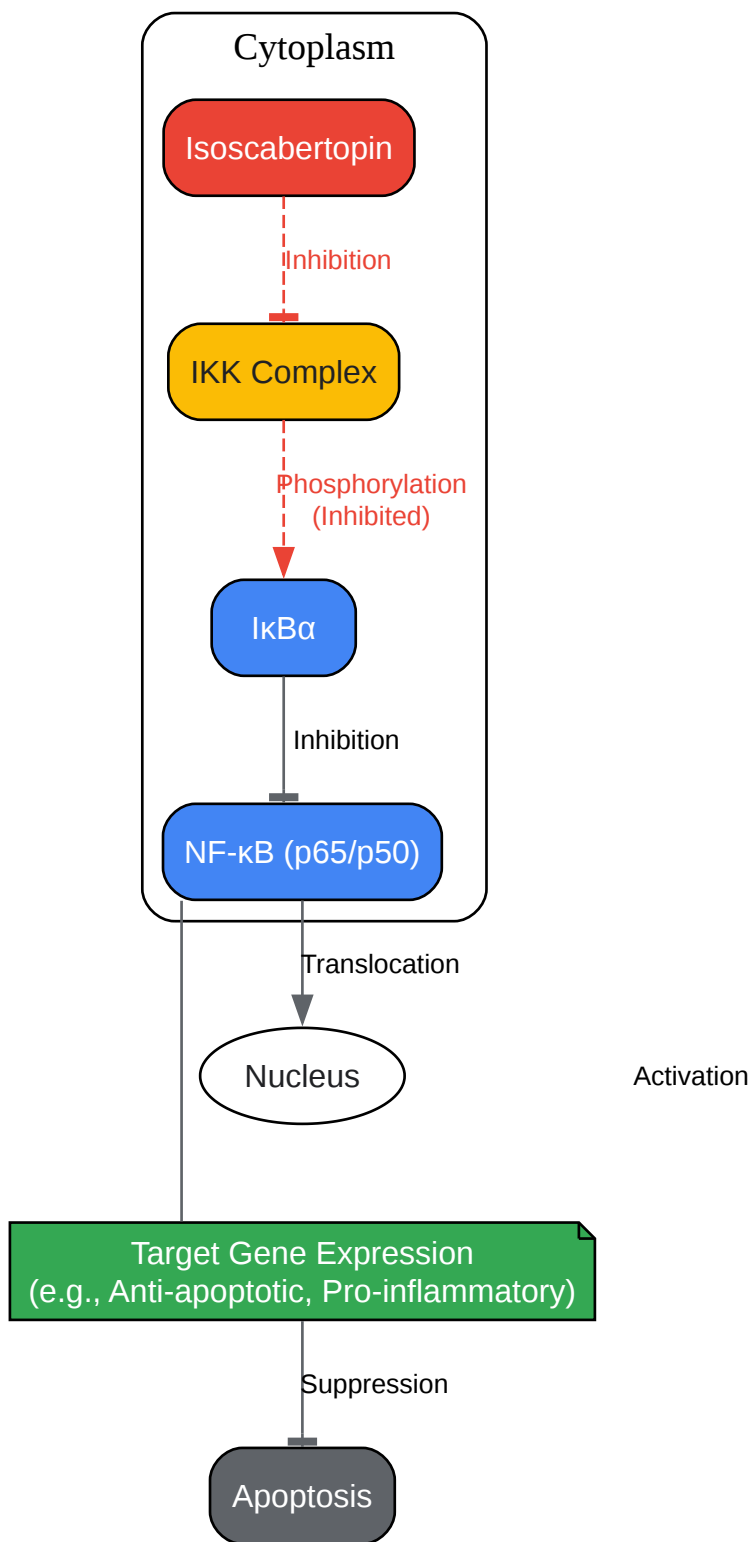 Cytoplasm
Isoscabertopin
Inhibition
IKK Complex
Phosphorylation
(Inhibited)
IκBα
Inhibition
NF-κB (p65/p50)
Translocation
Nucleus
Activation
Target Gene Expression
(e.g., Anti-apoptotic, Pro-inflammatory)
Suppression
Apoptosis